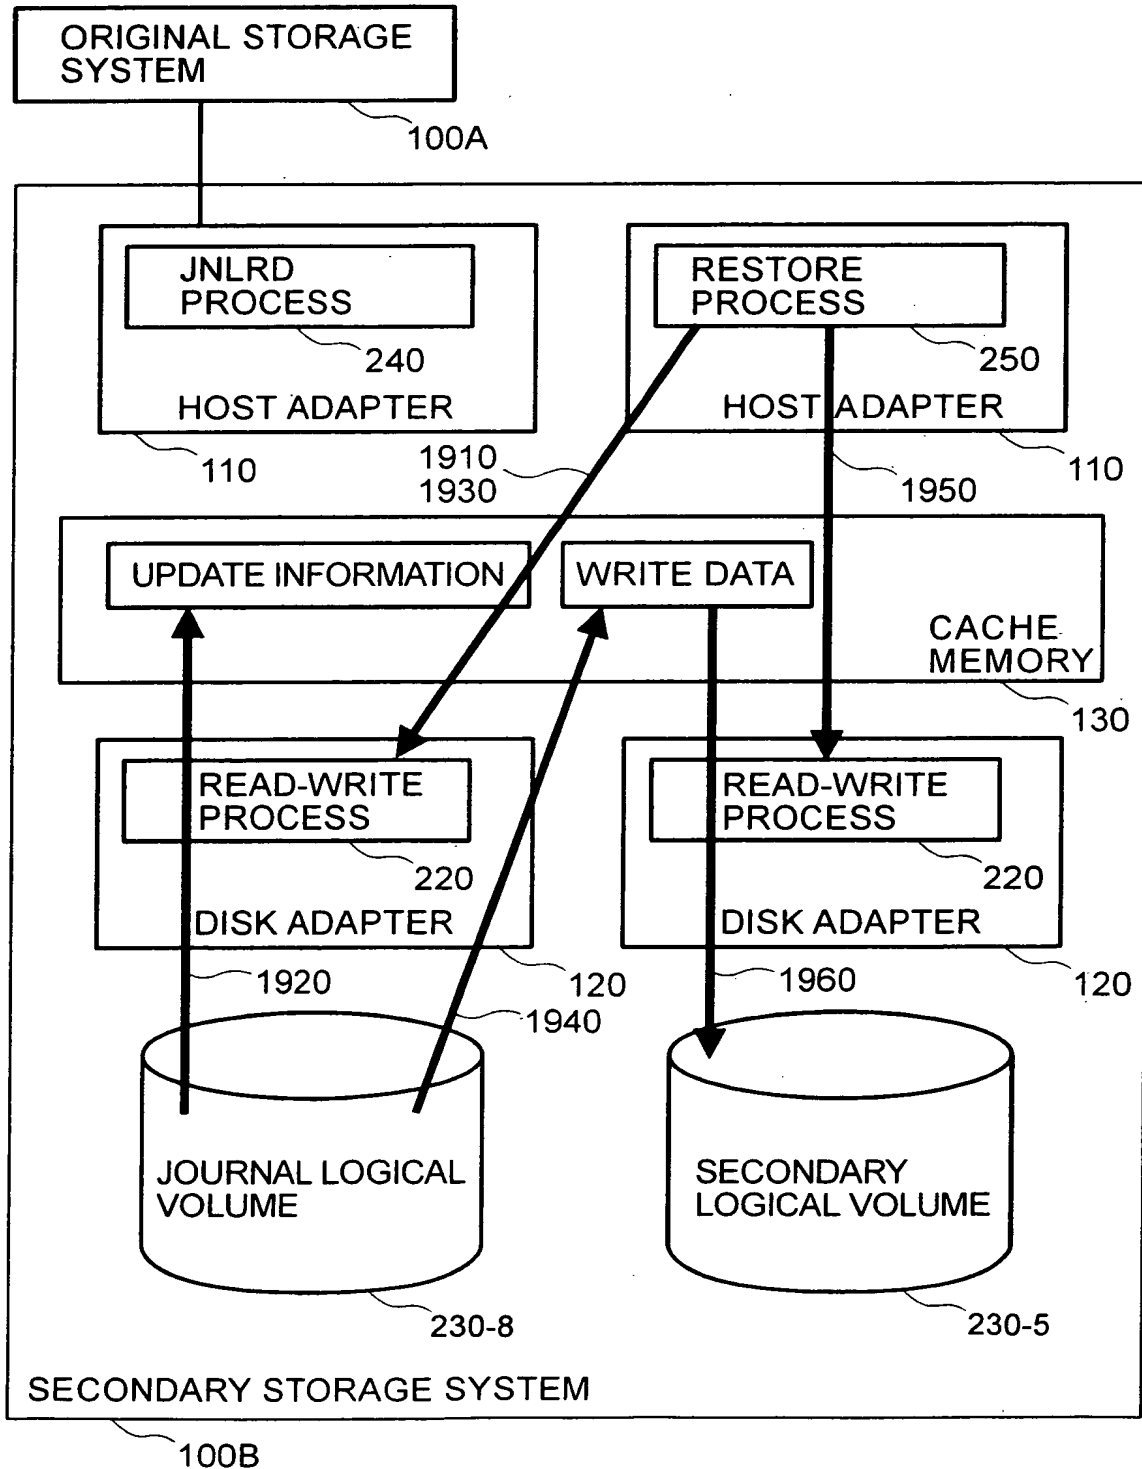 ORIGINAL STORAGE
SYSTEM
100A
JNLRD
PROCESS
240
HOST ADAPTER
110
RESTORE
PROCESS
250
HOST ADAPTER
110
1910
1930
1950
UPDATE INFORMATION
WRITE DATA
CACHE
MEMORY
130
READ-WRITE
PROCESS
220
DISK ADAPTER
120
READ-WRITE
PROCESS
220
DISK ADAPTER
120
1920
1940
1960
JOURNAL LOGICAL
VOLUME
230-8
SECONDARY
LOGICAL VOLUME
230-5
SECONDARY STORAGE SYSTEM
100B